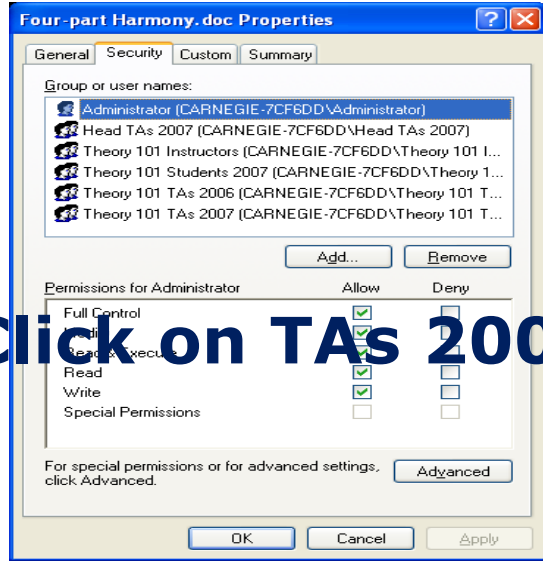 Four-part Harmony.doc Properties
General Security Custom Summary
Group or user names:
Administrator (CARNEGIE-7CF6DD\Administrator)
Head TAs 2007 (CARNEGIE-7CF6DD\Head TAs 2007)
Theory 101 Instructors (CARNEGIE-7CF6DD\Theory 101 I...
Theory 101 Students 2007 (CARNEGIE-7CF6DD\Theory 1...
Theory 101 TAs 2006 (CARNEGIE-7CF6DD\Theory 101 T...
Theory 101 TAs 2007 (CARNEGIE-7CF6DD\Theory 101 T...
Add... Remove
Permissions for Administrator Allow Deny
Full Control
Click on TAs 200
Read & Execute
Read
Write
Special Permissions
For special permissions or for advanced settings,
click Advanced.
Advanced
OK Cancel Apply